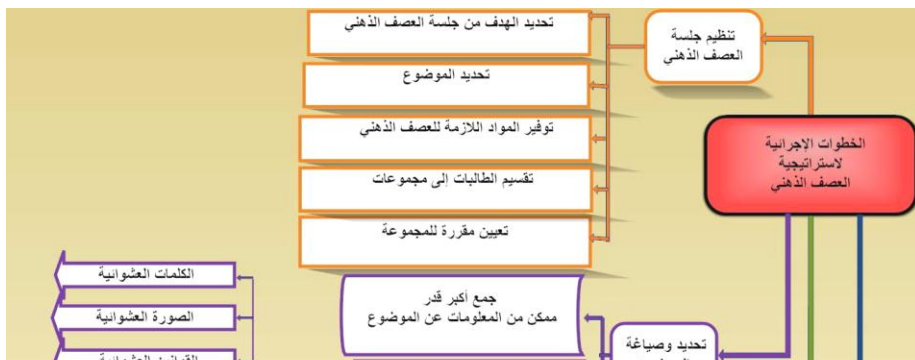 تنظيم جلسة
العصف الذهني
تحديد الهدف من جلسة العصف الذهني
تحديد الموضوع
توفير المواد اللازمة للعصف الذهني
تقسيم الطالبات إلى مجموعات
تعيين مقررة للمجموعة
الخطوات الإجرائية
لاستراتيجية
العصف الذهني
تحديد وصياغة
جمع أكبر قدر
ممكن من المعلومات عن الموضوع
الكلمات العشوائية
الصورة العشوائية
العشوائية